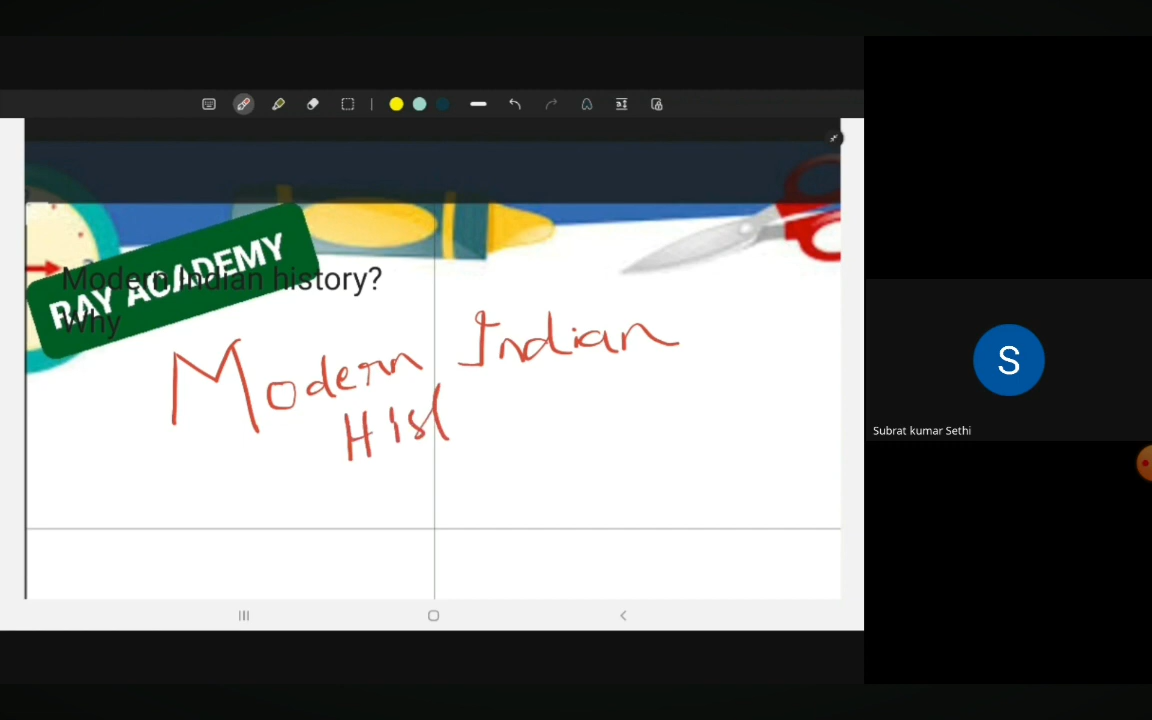 RAY ACADEMY
Modern Indian history?
Why
Modern Indian
Hist
S
Subrat kumar Sethi